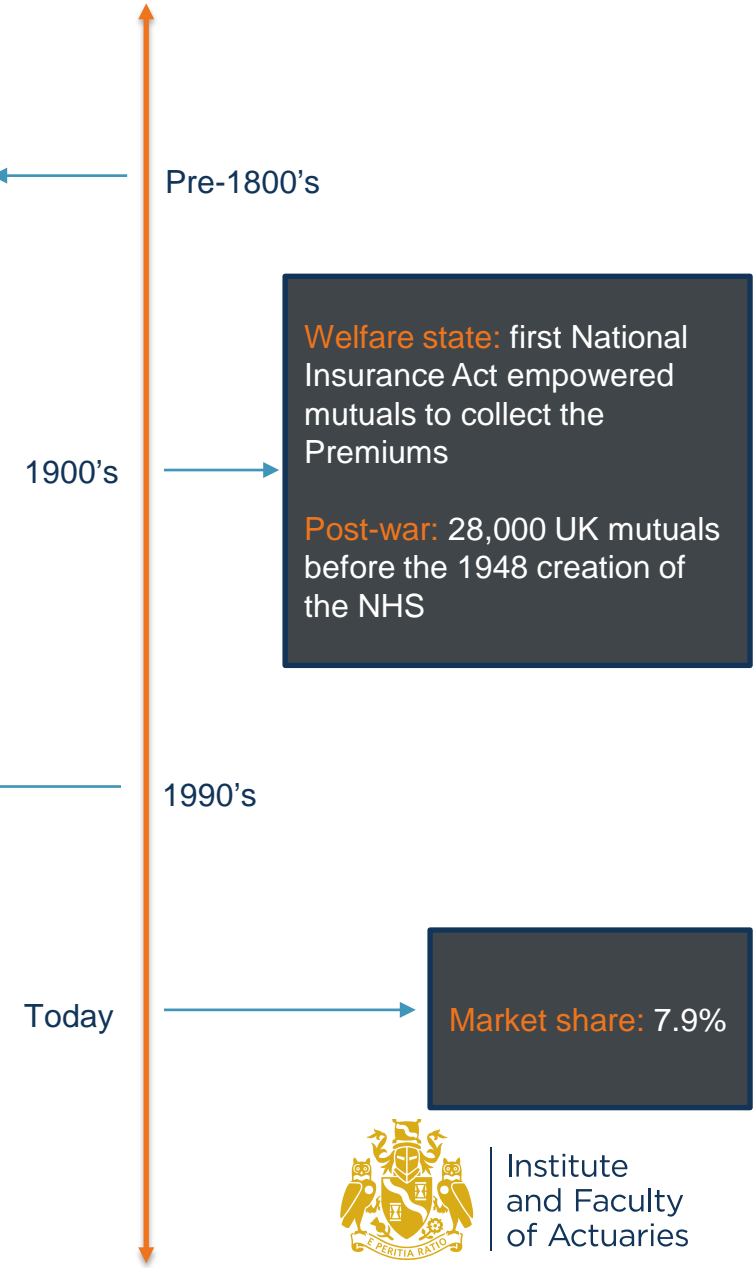 Pre-1800’s
Welfare state: first National
Insurance Act empowered
mutuals to collect the
Premiums
1900’s
Post-war: 28,000 UK mutuals
before the 1948 creation of
the NHS
1990’s
Today
Market share: 7.9%
E PERITIA RATIO
Institute
and Faculty
of Actuaries